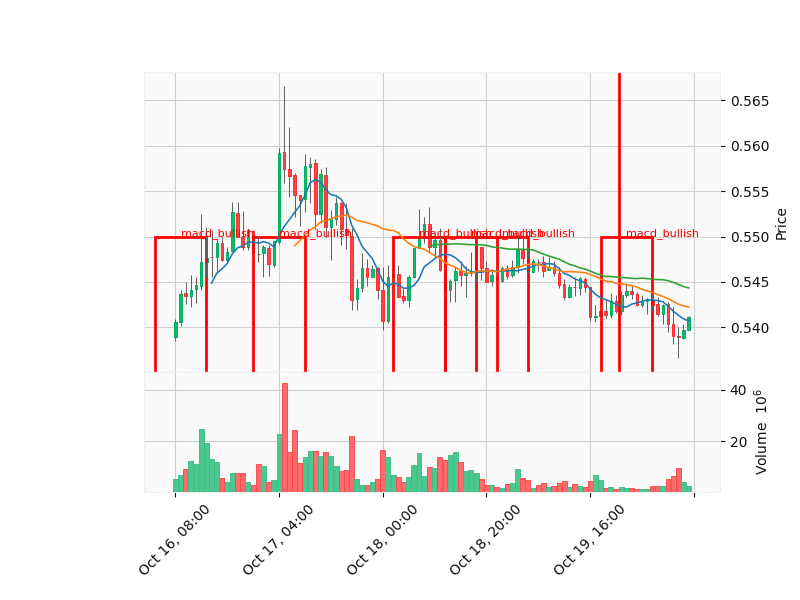 0.565
0.560
0.555
0.550
0.545
0.540
Price
macd_bullish
macd_bullish
macd_bullish
macd_bullish
macd_bullish
macd_bullish
40
20
Volume 10⁶
Oct 16, 08:00
Oct 17, 04:00
Oct 18, 00:00
Oct 18, 20:00
Oct 19, 16:00